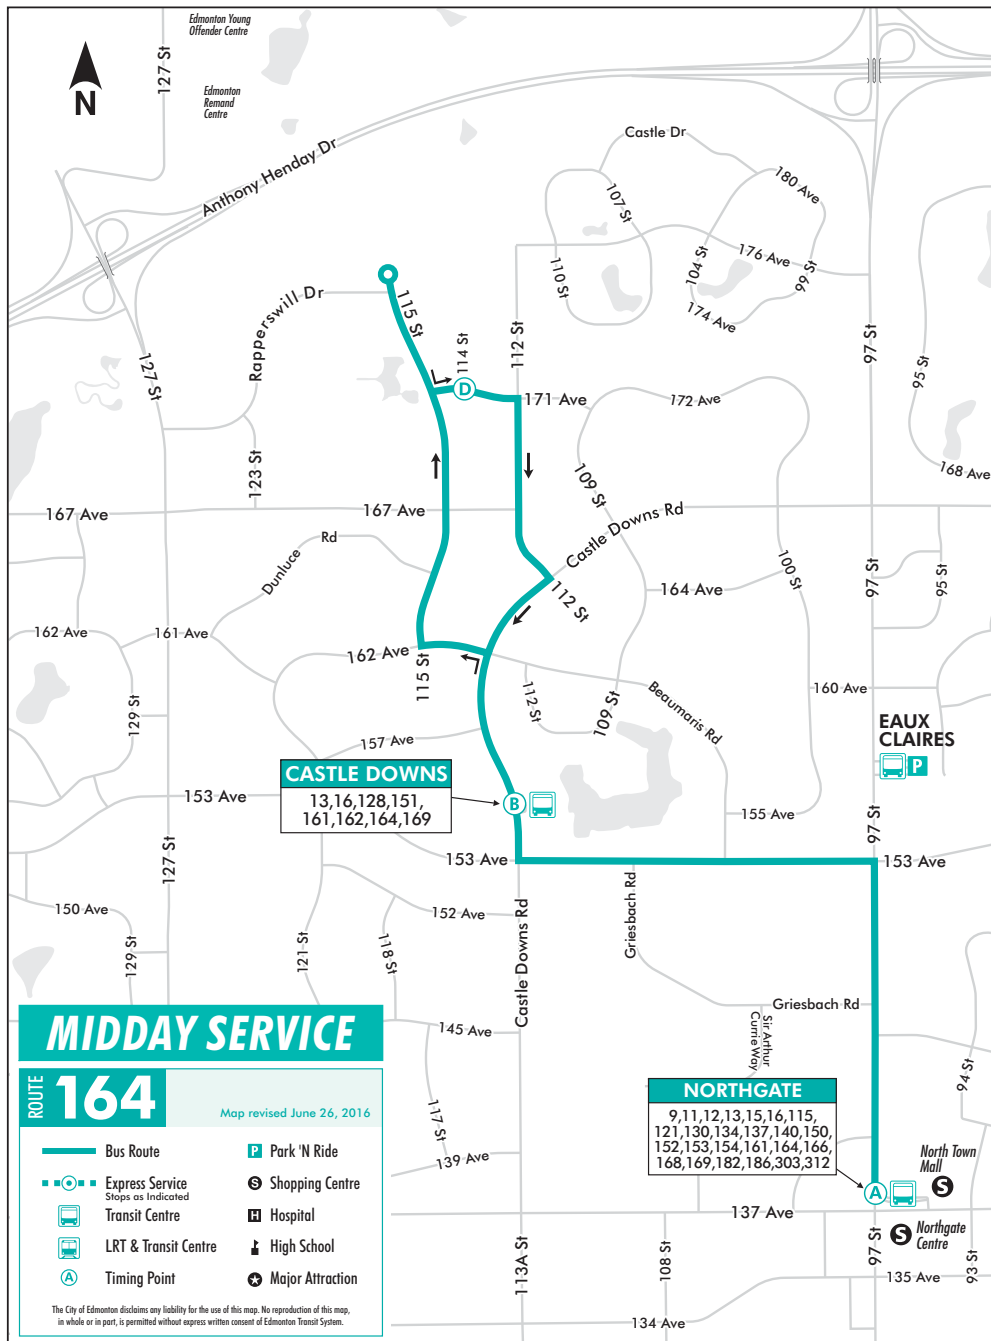 Edmonton Young
Offender Centre
127 St
Edmonton
Remand
Centre
N
Anthony Henday Dr
Castle Dr
180 Ave
107 St
176 Ave
104 St
99 St
110 St
174 Ave
Rapperswill Dr
115 St
114 St
112 St
97 St
95 St
127 St
D
171 Ave
172 Ave
168 Ave
123 St
109 St
167 Ave
167 Ave
Castle Downs Rd
Dunluce
Rd
100 St
97 St
95 St
164 Ave
112 St
162 Ave
161 Ave
162 Ave
115 St
112 St
109 St
Beaumaris Rd
160 Ave
129 St
157 Ave
EAUX
CLAIRES
P
CASTLE DOWNS
13,16,128,151,
161,162,164,169
B
153 Ave
155 Ave
97 St
127 St
153 Ave
153 Ave
150 Ave
152 Ave
Castle Downs Rd
Griesbach Rd
129 St
121 St
118 St
Griesbach Rd
Sir Arthur
Currie Way
145 Ave
94 St
117 St
139 Ave
NORTHGATE
9,11,12,13,15,16,115,
121,130,134,137,140,150,
152,153,154,161,164,166,
168,169,182,186,303,312
North Town
Mall
S
A
137 Ave
S
Northgate
Centre
113A St
108 St
97 St
93 St
135 Ave
134 Ave
MIDDAY SERVICE
ROUTE
164
Map revised June 26, 2016
Bus Route
P
Park 'N Ride
Express Service
Stops as Indicated
S
Shopping Centre
Transit Centre
H
Hospital
LRT & Transit Centre
High School
A
Timing Point
Major Attraction
The City of Edmonton disclaims any liability for the use of this map. No reproduction of this map,
in whole or in part, is permitted without express written consent of Edmonton Transit System.